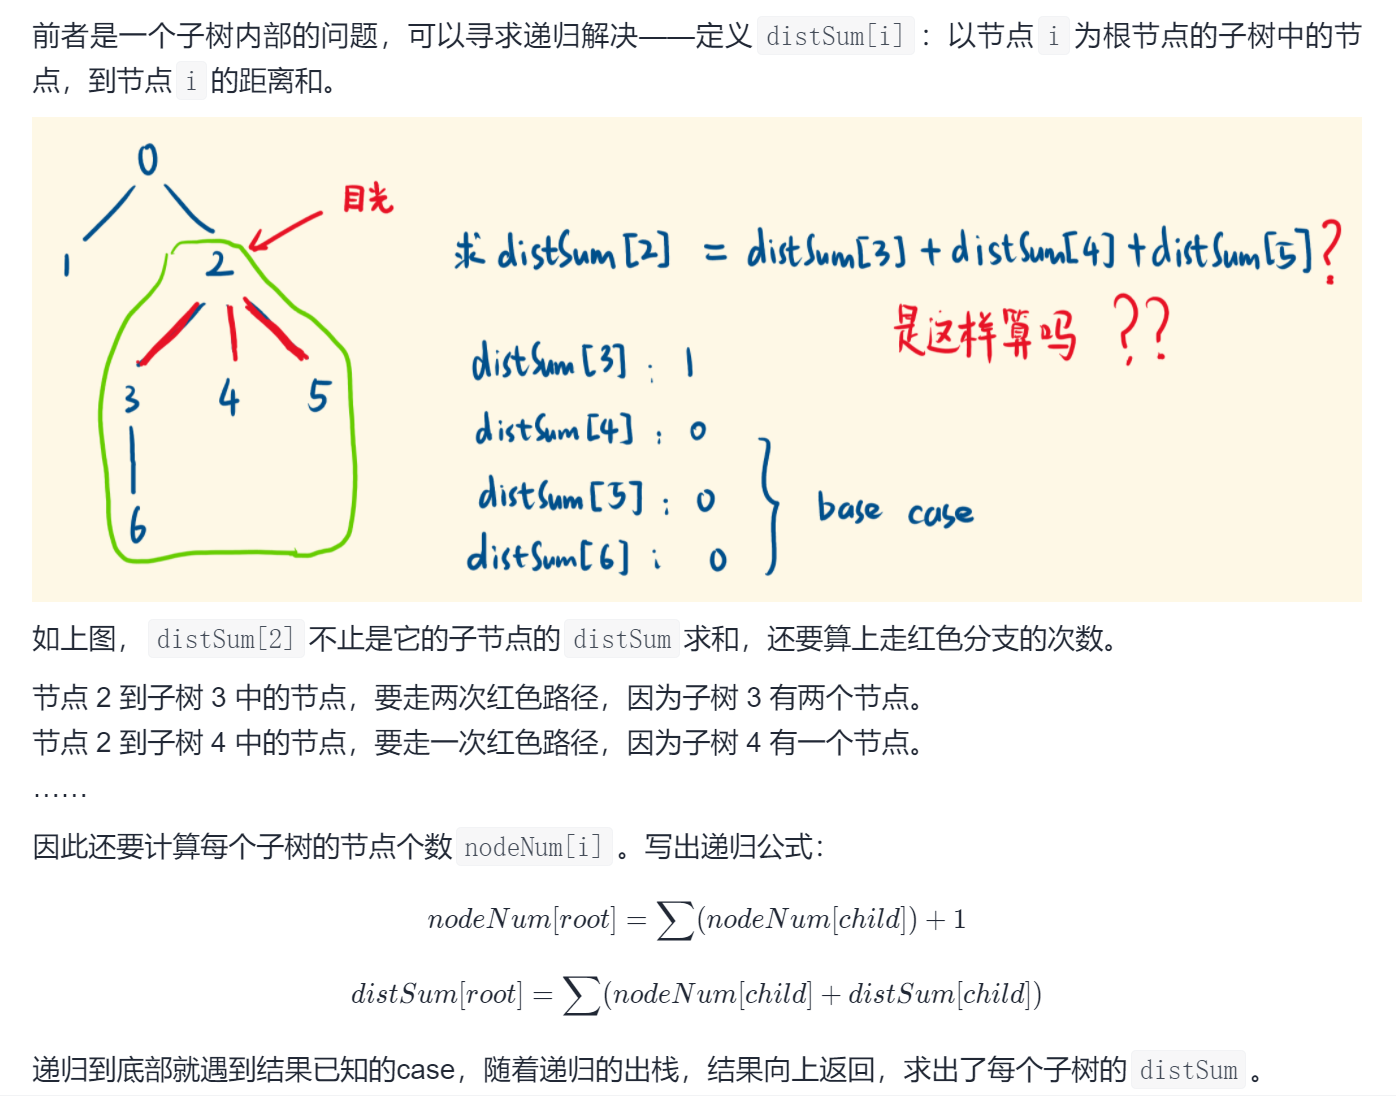 前者是一个子树内部的问题，可以寻求递归解决——定义 distSum[i] ：以节点 i 为根节点的子树中的节
点，到节点 i 的距离和。
0
目光
1
2
求 distSum[2] = distSum[3] + distSum[4] + distSum[5] ?
是这样算吗 ??
distSum[3] : 1
3 4 5
distSum[4] : 0
distSum[5] : 0
base case
6
distSum[6] : 0
如上图， distSum[2] 不止是它的子节点的 distSum 求和，还要算上走红色分支的次数。
节点 2 到子树 3 中的节点，要走两次红色路径，因为子树 3 有两个节点。
节点 2 到子树 4 中的节点，要走一次红色路径，因为子树 4 有一个节点。
……
因此还要计算每个子树的节点个数 nodeNum[i] 。写出递归公式：
nodeNum[root] = ∑(nodeNum[child]) + 1
distSum[root] = ∑(nodeNum[child] + distSum[child])
递归到底部就遇到结果已知的case，随着递归的出栈，结果向上返回，求出了每个子树的 distSum 。